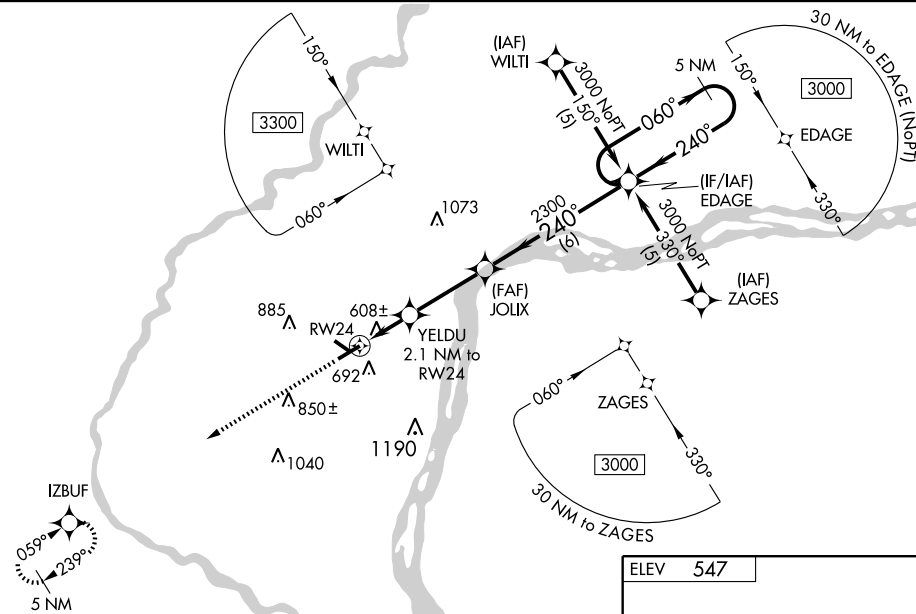 150°
3300
WILTI
060°
(IAF)
WILTI
3000 NoPT
150°
(5)
5 NM
060°
240°
(IF/IAF)
EDAGE
30 NM to EDAGE (NoPT)
150°
3000
EDAGE
330°
1073
2300
240°
(6)
3000 NoPT
330°
(5)
(IAF)
ZAGES
(FAF)
JOLIX
885
608±
RW24
YELDU
2.1 NM to
RW24
692
850±
1190
1040
060°
ZAGES
3000
330°
30 NM to ZAGES
IZBUF
059°
239°
5 NM
ELEV 547